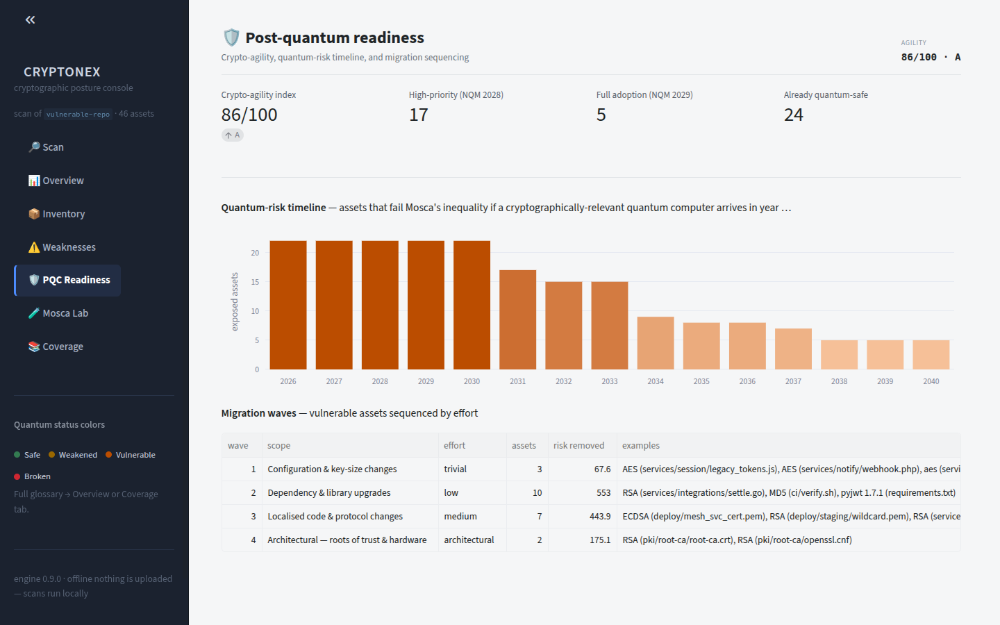 CRYPTONEX
cryptographic posture console
scan of vulnerable-repo · 46 assets
Scan
Overview
Inventory
Weaknesses
PQC Readiness
Mosca Lab
Coverage
Quantum status colors
Safe Weakened Vulnerable
Broken
Full glossary → Overview or Coverage
tab.
engine 0.9.0 · offline nothing is uploaded
— scans run locally
Post-quantum readiness
Crypto-agility, quantum-risk timeline, and migration sequencing
AGILITY
86/100 · A
Crypto-agility index
86/100
↑ A
High-priority (NQM 2028)
17
Full adoption (NQM 2029)
5
Already quantum-safe
24
Quantum-risk timeline — assets that fail Mosca's inequality if a cryptographically-relevant quantum computer arrives in year …
exposed assets
20
15
10
5
0
2026 2027 2028 2029 2030 2031 2032 2033 2034 2035 2036 2037 2038 2039 2040
Migration waves — vulnerable assets sequenced by effort
wave scope effort assets risk removed examples
1 Configuration & key-size changes trivial 3 67.6 AES (services/session/legacy_tokens.js), AES (services/notify/webhook.php), aes (servi
2 Dependency & library upgrades low 10 553 RSA (services/integrations/settle.go), MD5 (ci/verify.sh), pyjwt 1.7.1 (requirements.txt)
3 Localised code & protocol changes medium 7 443.9 ECDSA (deploy/mesh_svc_cert.pem), RSA (deploy/staging/wildcard.pem), RSA (service
4 Architectural — roots of trust & hardware architectural 2 175.1 RSA (pki/root-ca/root-ca.crt), RSA (pki/root-ca/openssl.cnf)